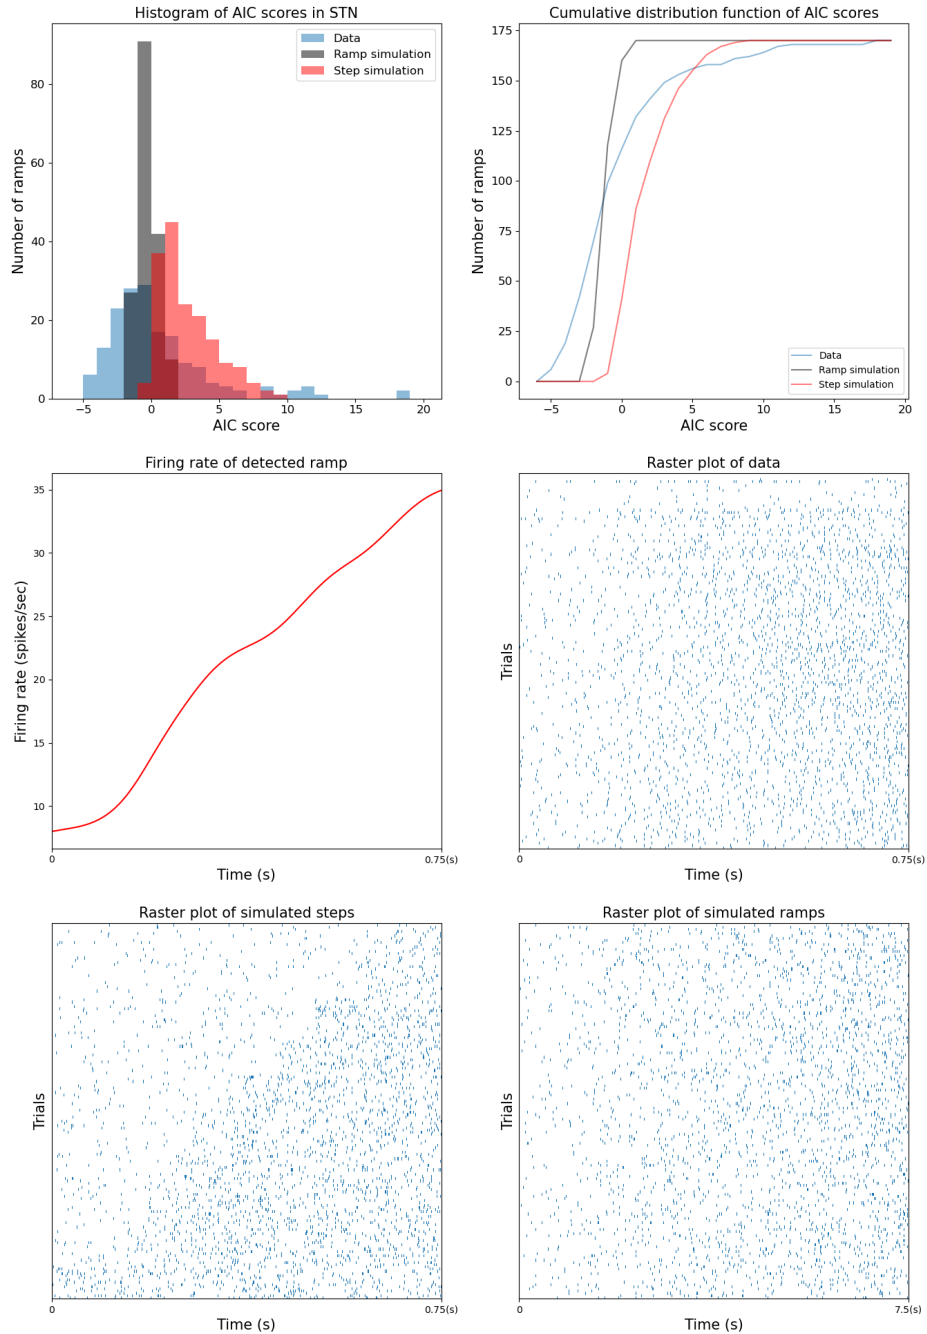 Histogram of AIC scores in STN
Number of ramps
80
60
40
20
0
Data
Ramp simulation
Step simulation
−5
0
5
10
15
20
AIC score
Cumulative distribution function of AIC scores
Number of ramps
175
150
125
100
75
50
25
0
Data
Ramp simulation
Step simulation
−5
0
5
10
15
20
AIC score
Firing rate of detected ramp
Firing rate (spikes/sec)
35
30
25
20
15
10
0
0.75(s)
Time (s)
Raster plot of data
Trials
0
0.75(s)
Time (s)
Raster plot of simulated steps
Trials
0
0.75(s)
Time (s)
Raster plot of simulated ramps
Trials
0
7.5(s)
Time (s)